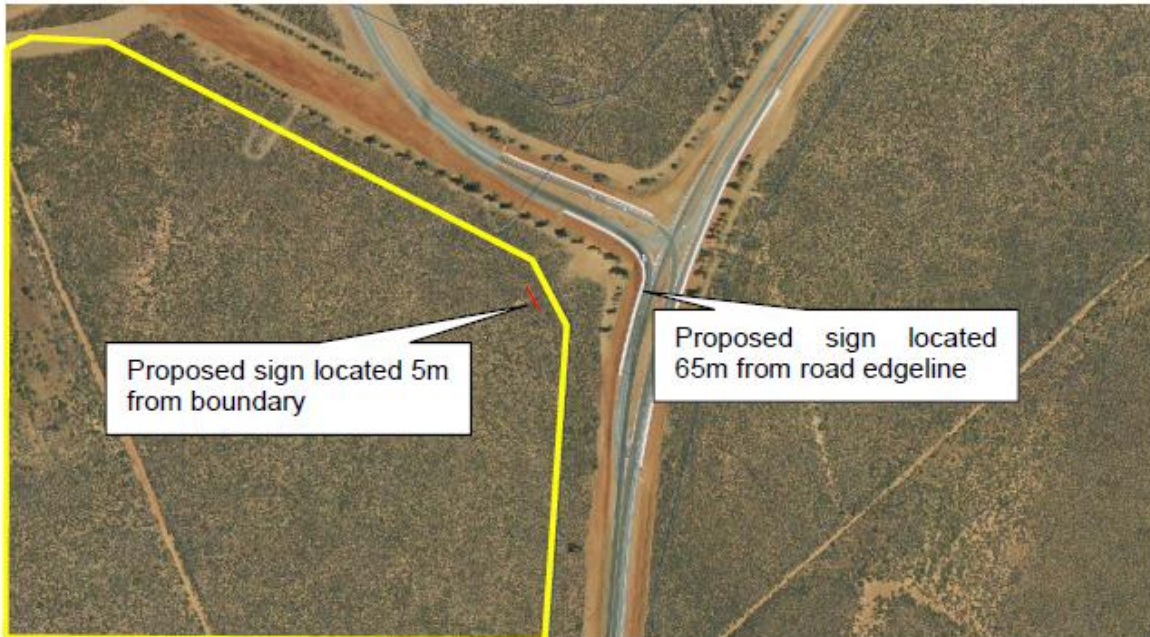 Proposed sign located 5m
from boundary
Proposed sign located
65m from road edgeline